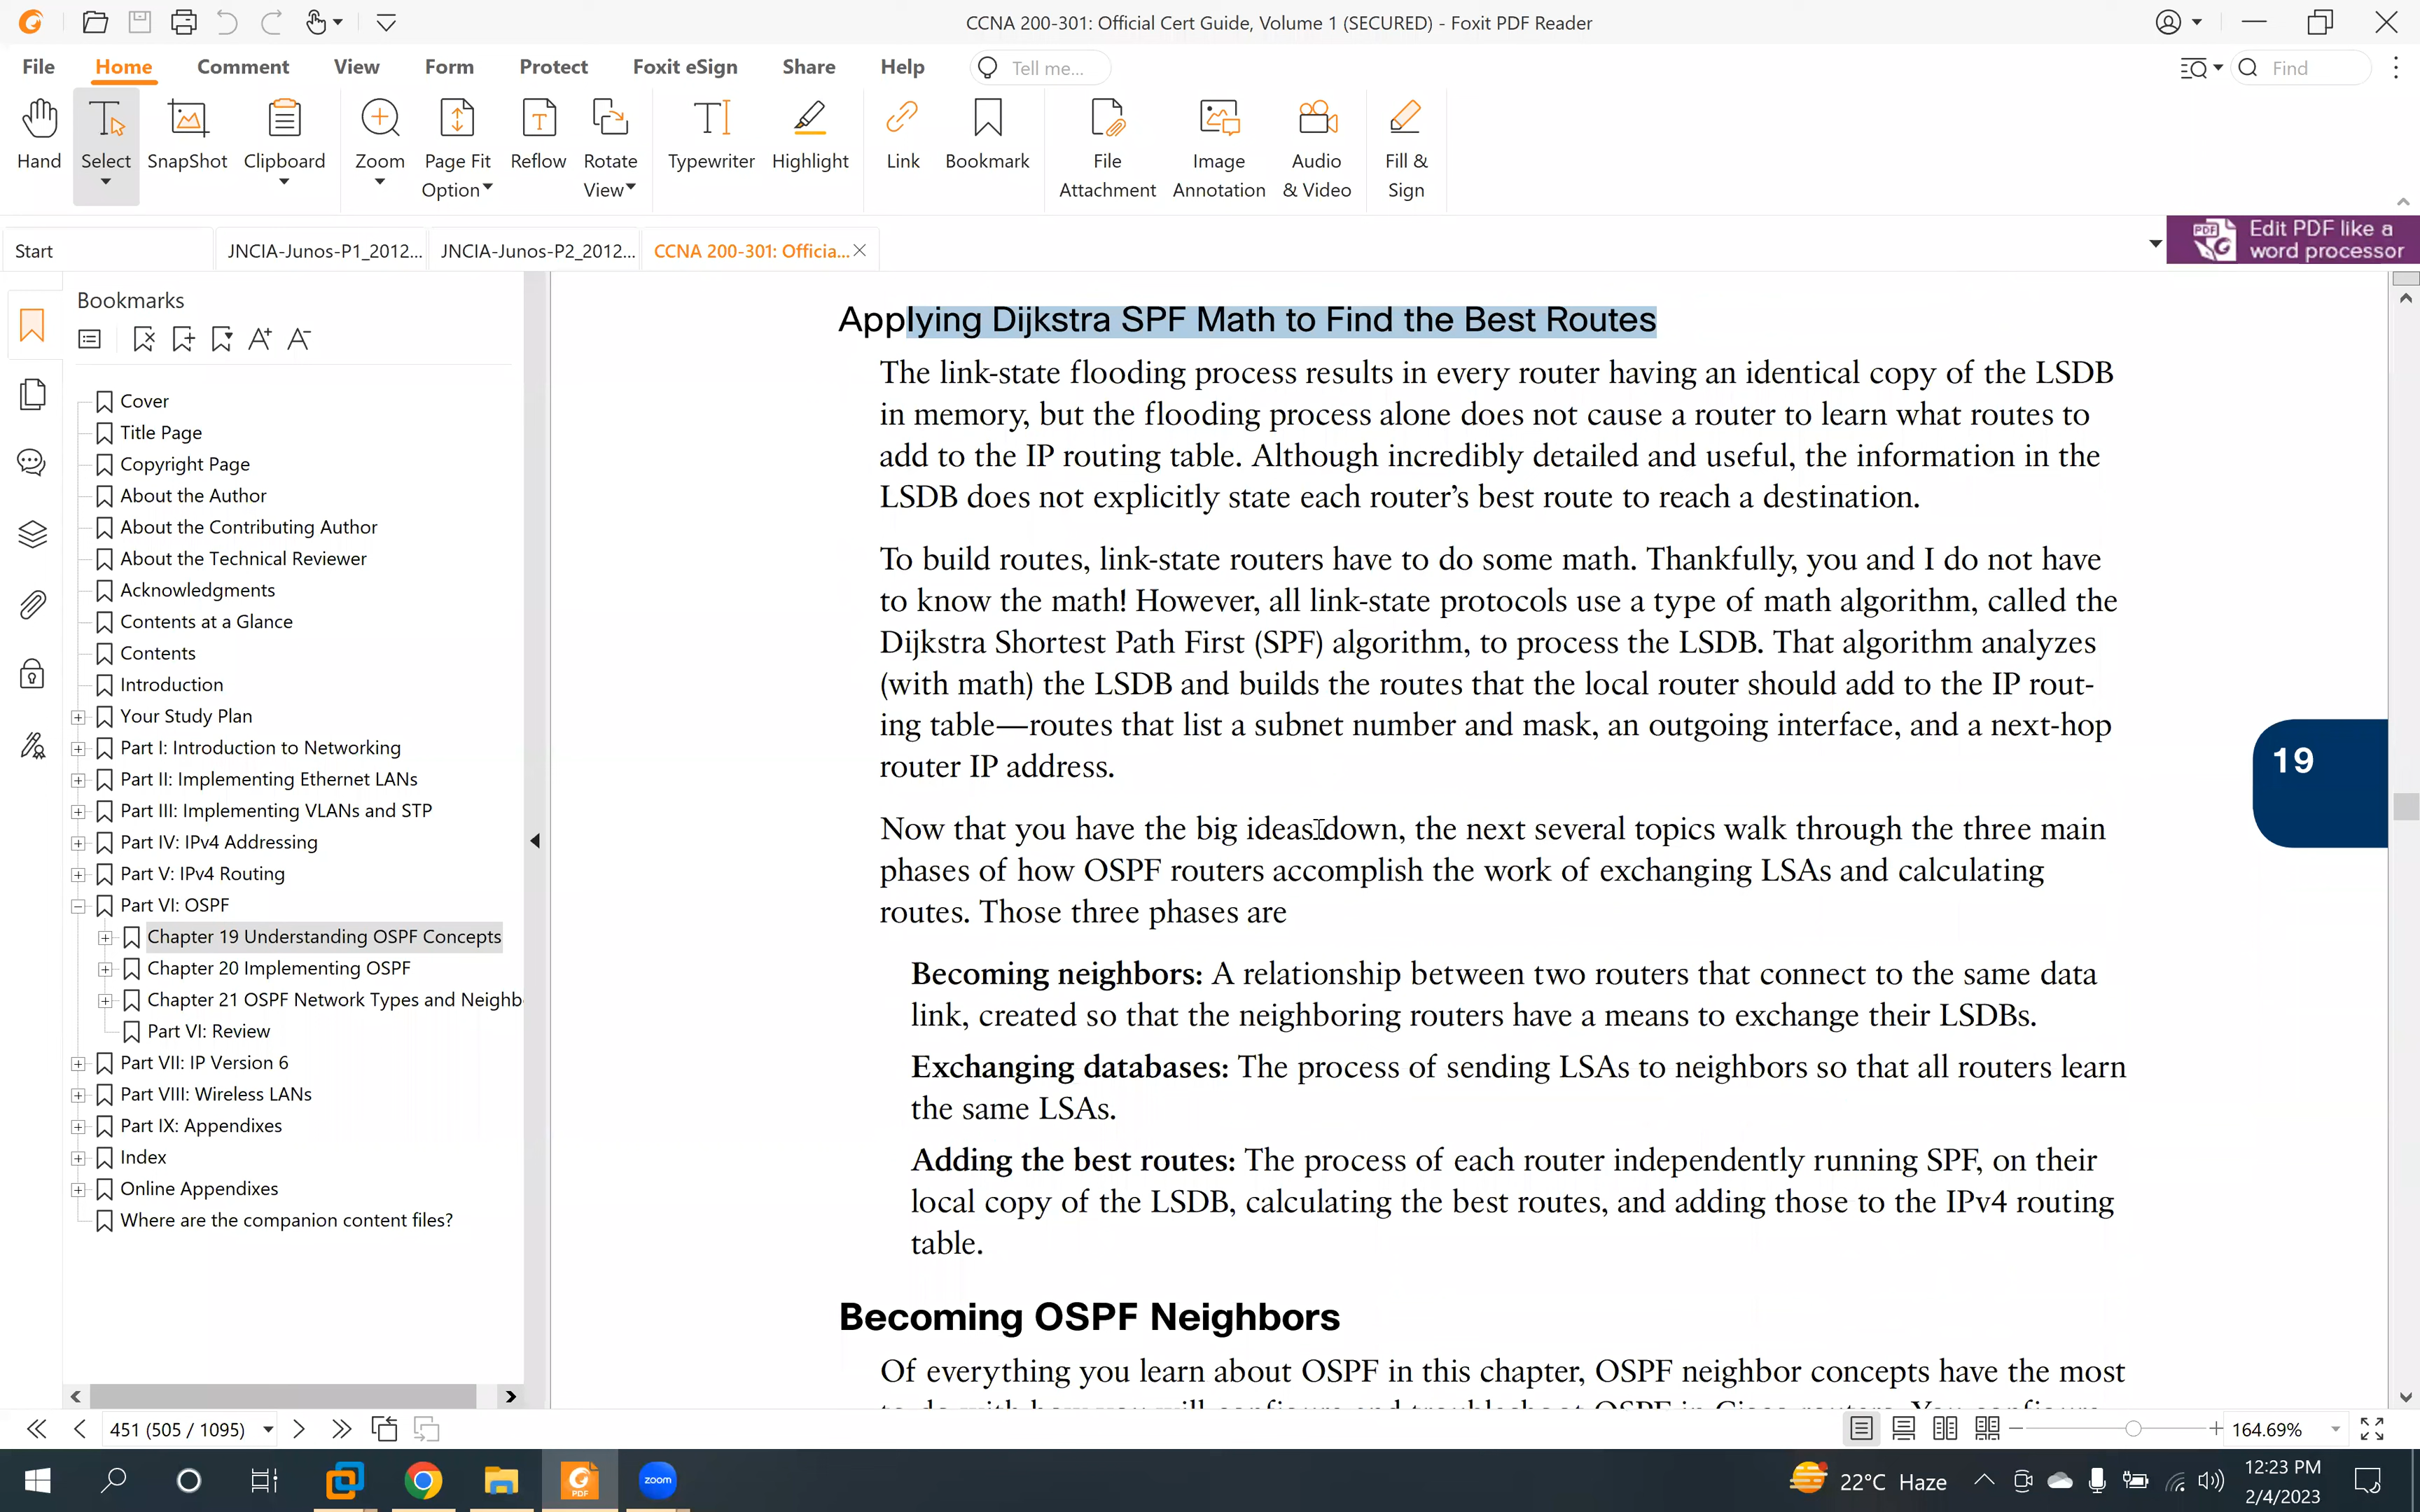 CCNA 200-301: Official Cert Guide, Volume 1 (SECURED) - Foxit PDF Reader
File Home Comment View Form Protect Foxit eSign Share Help Tell me... Find
Hand Select SnapShot Clipboard Zoom Page Fit Option Reflow Rotate View Typewriter Highlight Link Bookmark File Attachment Image Annotation Audio & Video Fill & Sign
Start JNCIA-Junos-P1_2012... JNCIA-Junos-P2_2012... CCNA 200-301: Officia...
PDF Edit PDF like a
word processor
Bookmarks
Cover
Title Page
Copyright Page
About the Author
About the Contributing Author
About the Technical Reviewer
Acknowledgments
Contents at a Glance
Contents
Introduction
Your Study Plan
Part I: Introduction to Networking
Part II: Implementing Ethernet LANs
Part III: Implementing VLANs and STP
Part IV: IPv4 Addressing
Part V: IPv4 Routing
Part VI: OSPF
Chapter 19 Understanding OSPF Concepts
Chapter 20 Implementing OSPF
Chapter 21 OSPF Network Types and Neighb
Part VI: Review
Part VII: IP Version 6
Part VIII: Wireless LANs
Part IX: Appendixes
Index
Online Appendixes
Where are the companion content files?
Applying Dijkstra SPF Math to Find the Best Routes
The link-state flooding process results in every router having an identical copy of the LSDB
in memory, but the flooding process alone does not cause a router to learn what routes to
add to the IP routing table. Although incredibly detailed and useful, the information in the
LSDB does not explicitly state each router's best route to reach a destination.
To build routes, link-state routers have to do some math. Thankfully, you and I do not have
to know the math! However, all link-state protocols use a type of math algorithm, called the
Dijkstra Shortest Path First (SPF) algorithm, to process the LSDB. That algorithm analyzes
(with math) the LSDB and builds the routes that the local router should add to the IP rout-
ing table—routes that list a subnet number and mask, an outgoing interface, and a next-hop
router IP address.
19
Now that you have the big ideas down, the next several topics walk through the three main
phases of how OSPF routers accomplish the work of exchanging LSAs and calculating
routes. Those three phases are
Becoming neighbors: A relationship between two routers that connect to the same data
link, created so that the neighboring routers have a means to exchange their LSDBs.
Exchanging databases: The process of sending LSAs to neighbors so that all routers learn
the same LSAs.
Adding the best routes: The process of each router independently running SPF, on their
local copy of the LSDB, calculating the best routes, and adding those to the IPv4 routing
table.
Becoming OSPF Neighbors
Of everything you learn about OSPF in this chapter, OSPF neighbor concepts have the most
451 (505 / 1095) 164.69%
PDF zoom 22°C Haze 12:23 PM
2/4/2023